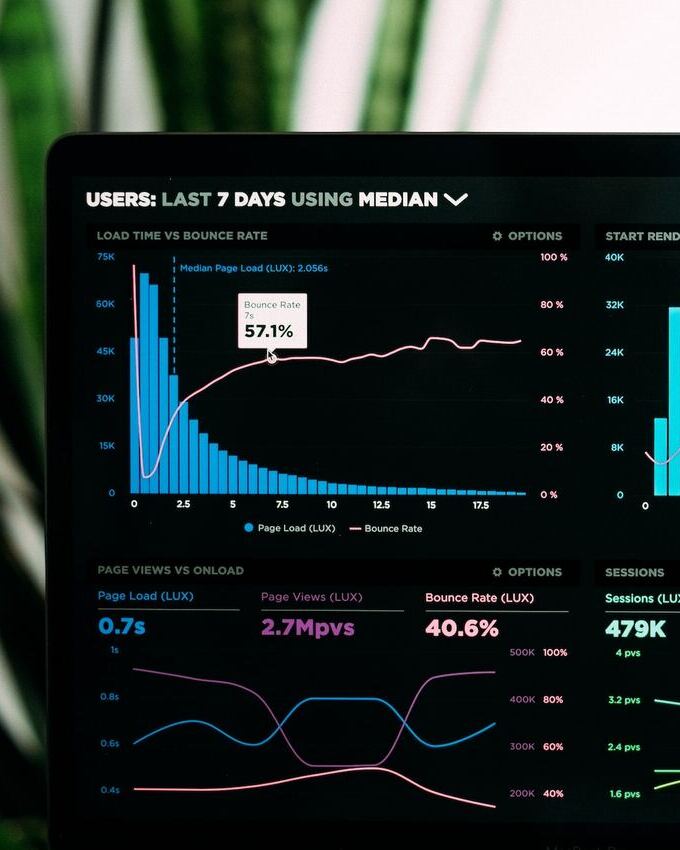 USERS: LAST 7 DAYS USING MEDIAN
LOAD TIME VS BOUNCE RATE
OPTIONS
75K
60K
45K
30K
15K
0
Median Page Load (LUX): 2.056s
Bounce Rate
7s
57.1%
100 %
80 %
60 %
40 %
20 %
0 %
0 2.5 5 7.5 10 12.5 15 17.5
Page Load (LUX) Bounce Rate
START REND
40K
32K
24K
16K
8K
0
0
PAGE VIEWS VS ONLOAD
OPTIONS
Page Load (LUX)
0.7s
Page Views (LUX)
2.7Mpvs
Bounce Rate (LUX)
40.6%
1s
0.8s
0.6s
0.4s
500K 100%
400K 80%
300K 60%
200K 40%
SESSIONS
Sessions (LUX
479K
4 pvs
3.2 pvs
2.4 pvs
1.6 pvs